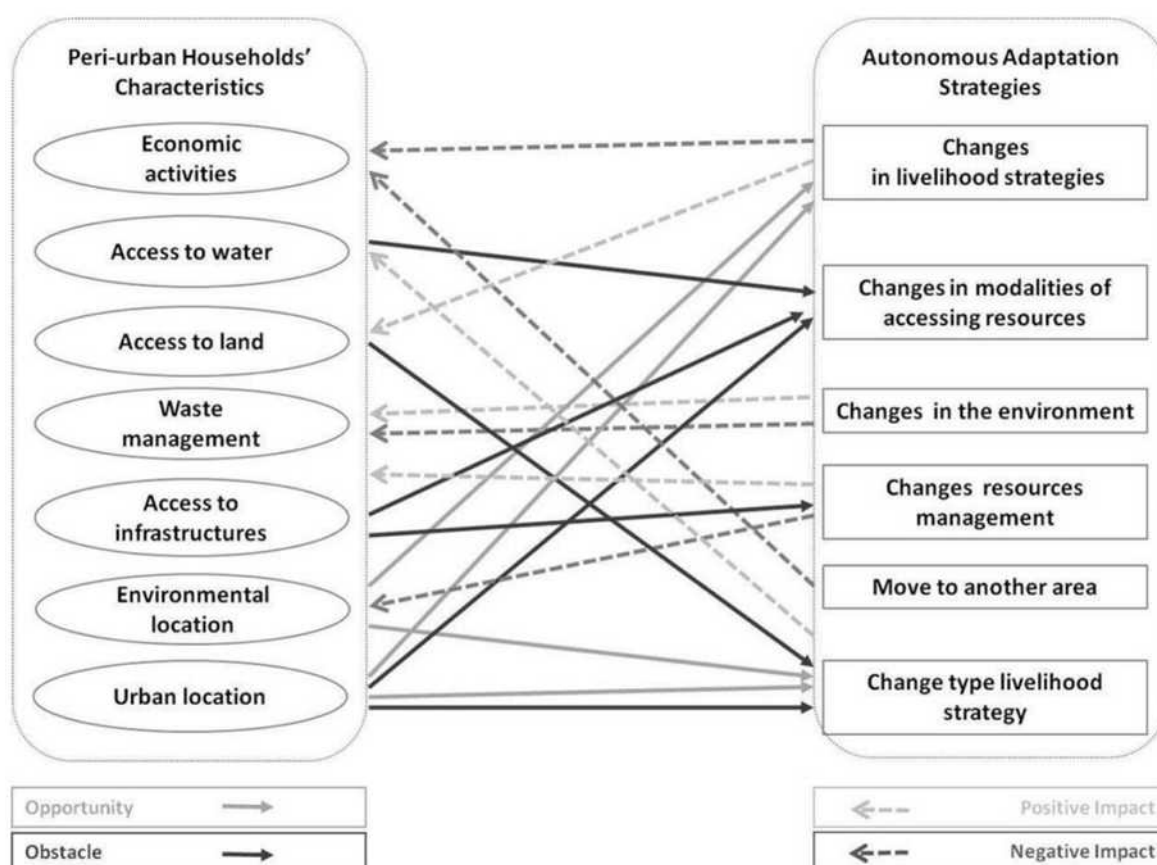 Peri-urban Households'
Characteristics
Economic
activities
Access to water
Access to land
Waste
management
Access to
infrastructures
Environmental
location
Urban location
Autonomous Adaptation
Strategies
Changes
in livelihood strategies
Changes in modalities of
accessing resources
Changes in the environment
Changes resources
management
Move to another area
Change type livelihood
strategy
Opportunity
Obstacle
Positive Impact
Negative Impact